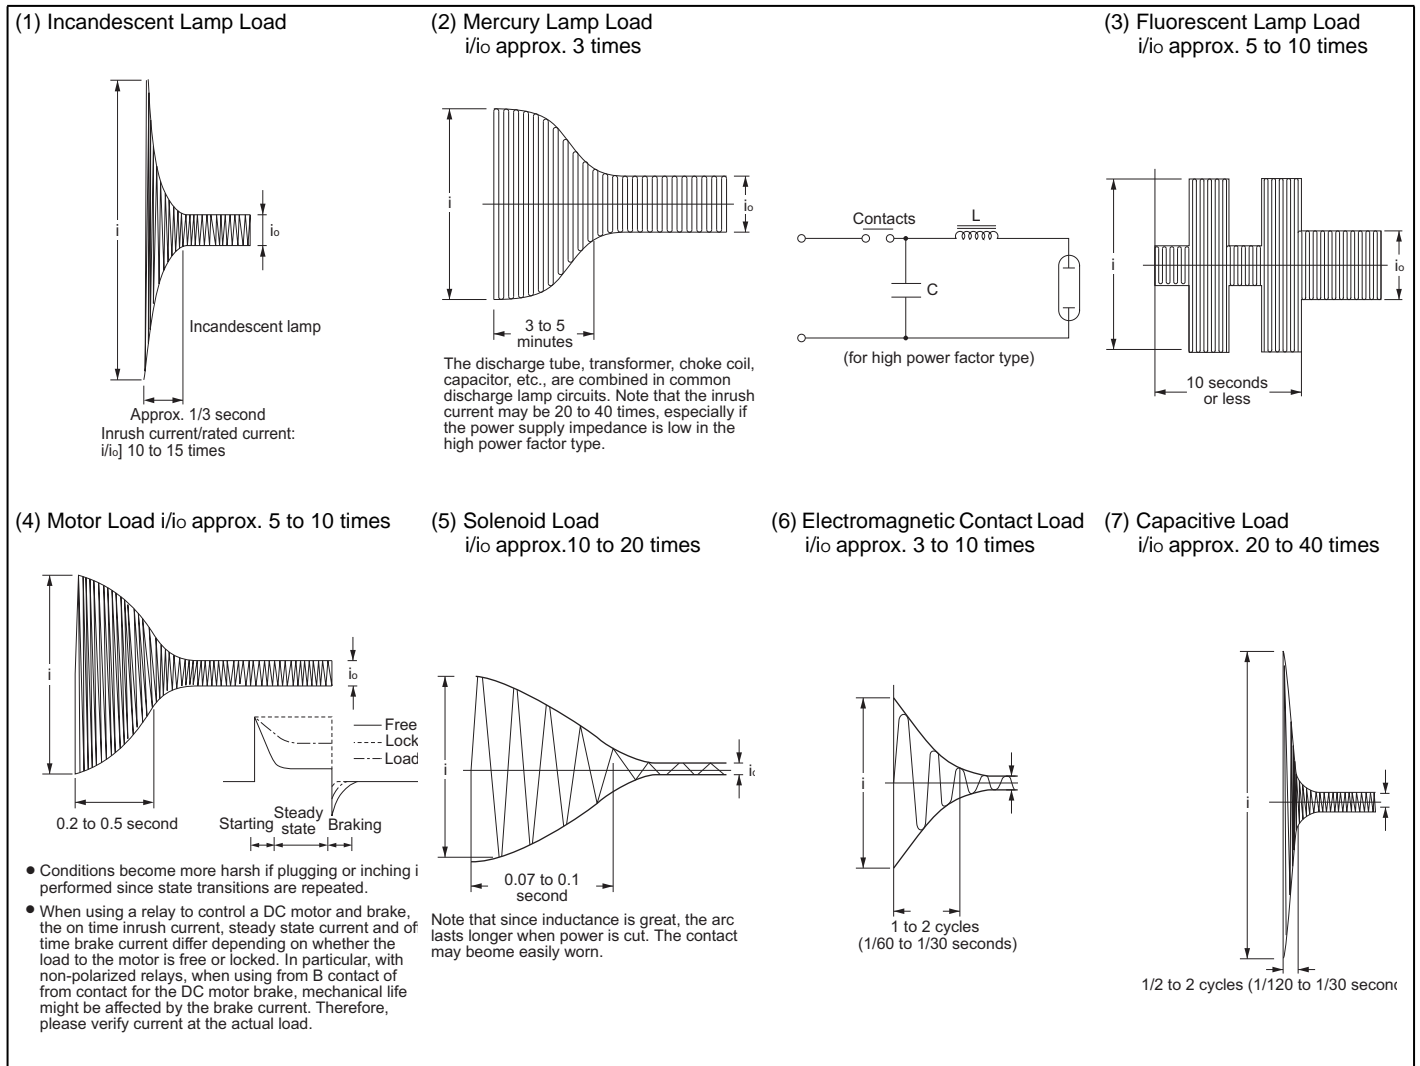 (1) Incandescent Lamp Load
i
io
Incandescent lamp
Approx. 1/3 second
Inrush current/rated current:
i/io] 10 to 15 times
(2) Mercury Lamp Load
i/io approx. 3 times
i
io
3 to 5
minutes
The discharge tube, transformer, choke coil,
capacitor, etc., are combined in common
discharge lamp circuits. Note that the inrush
current may be 20 to 40 times, especially if
the power supply impedance is low in the
high power factor type.
Contacts
L
C
(for high power factor type)
(3) Fluorescent Lamp Load
i/io approx. 5 to 10 times
i
io
10 seconds
or less
(4) Motor Load i/io approx. 5 to 10 times
i
io
Free
Lock
Load
0.2 to 0.5 second
Starting
Steady
state
Braking
● Conditions become more harsh if plugging or inching i
performed since state transitions are repeated.
● When using a relay to control a DC motor and brake,
the on time inrush current, steady state current and of
time brake current differ depending on whether the
load to the motor is free or locked. In particular, with
non-polarized relays, when using from B contact of
from contact for the DC motor brake, mechanical life
might be affected by the brake current. Therefore,
please verify current at the actual load.
(5) Solenoid Load
i/io approx.10 to 20 times
i
io
0.07 to 0.1
second
Note that since inductance is great, the arc
lasts longer when power is cut. The contact
may beome easily worn.
(6) Electromagnetic Contact Load
i/io approx. 3 to 10 times
i
1 to 2 cycles
(1/60 to 1/30 seconds)
(7) Capacitive Load
i/io approx. 20 to 40 times
i
1/2 to 2 cycles (1/120 to 1/30 secon